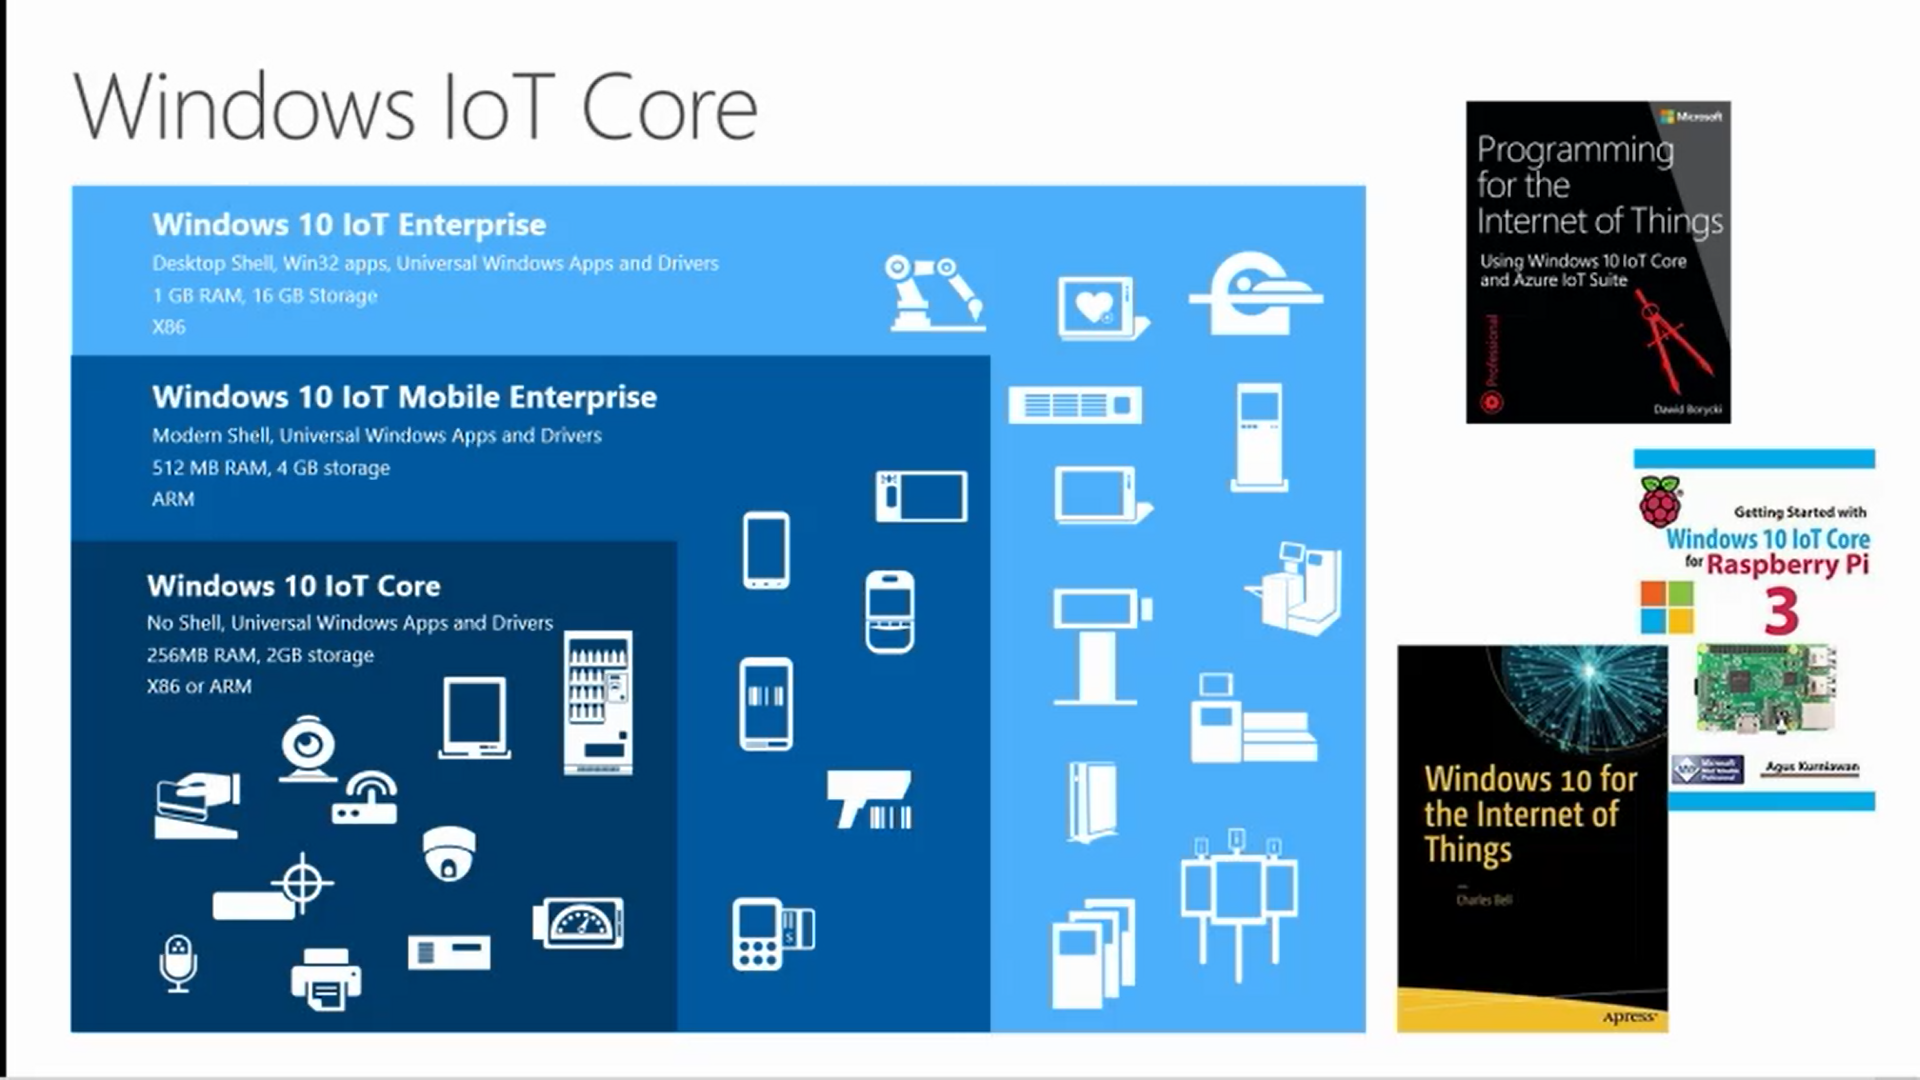 Windows IoT Core
Windows 10 IoT Enterprise
Desktop Shell, Win32 apps, Universal Windows Apps and Drivers
1 GB RAM, 16 GB Storage
X86
Windows 10 IoT Mobile Enterprise
Modern Shell, Universal Windows Apps and Drivers
512 MB RAM, 4 GB storage
ARM
Windows 10 IoT Core
No Shell, Universal Windows Apps and Drivers
256MB RAM, 2GB storage
X86 or ARM
Microsoft
Programming
for the
Internet of Things
Using Windows 10 IoT Core
and Azure IoT Suite
Professional
Dawid Borycki
Getting Started with
Windows 10 IoT Core
for Raspberry Pi
3
Microsoft
Agus Kurniawan
Windows 10 for
the Internet of
Things
Charles Bell
Apress